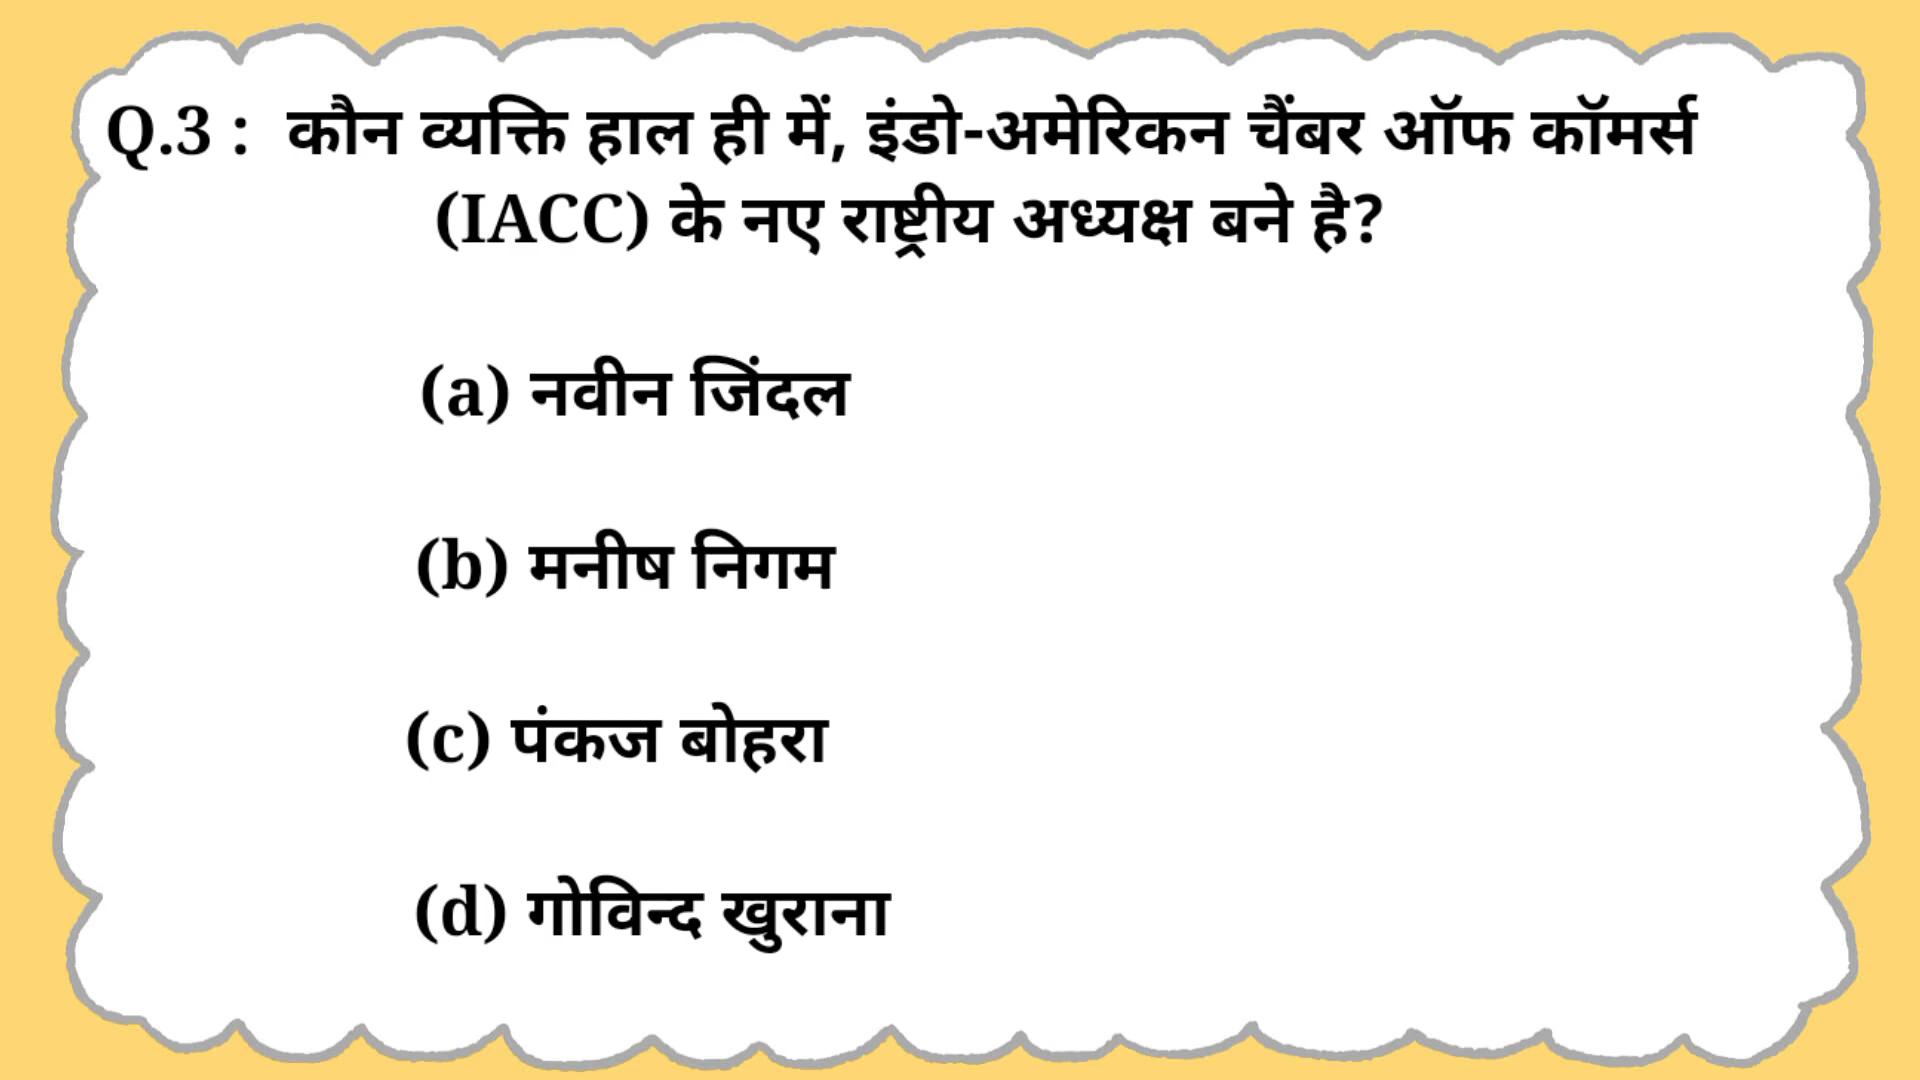 Q.3 : कौन व्यक्ति हाल ही में, इंडो-अमेरिकन चैंबर ऑफ कॉमर्स
(IACC) के नए राष्ट्रीय अध्यक्ष बने है?
(a) नवीन जिंदल
(b) मनीष निगम
(c) पंकज बोहरा
(d) गोविन्द खुराना